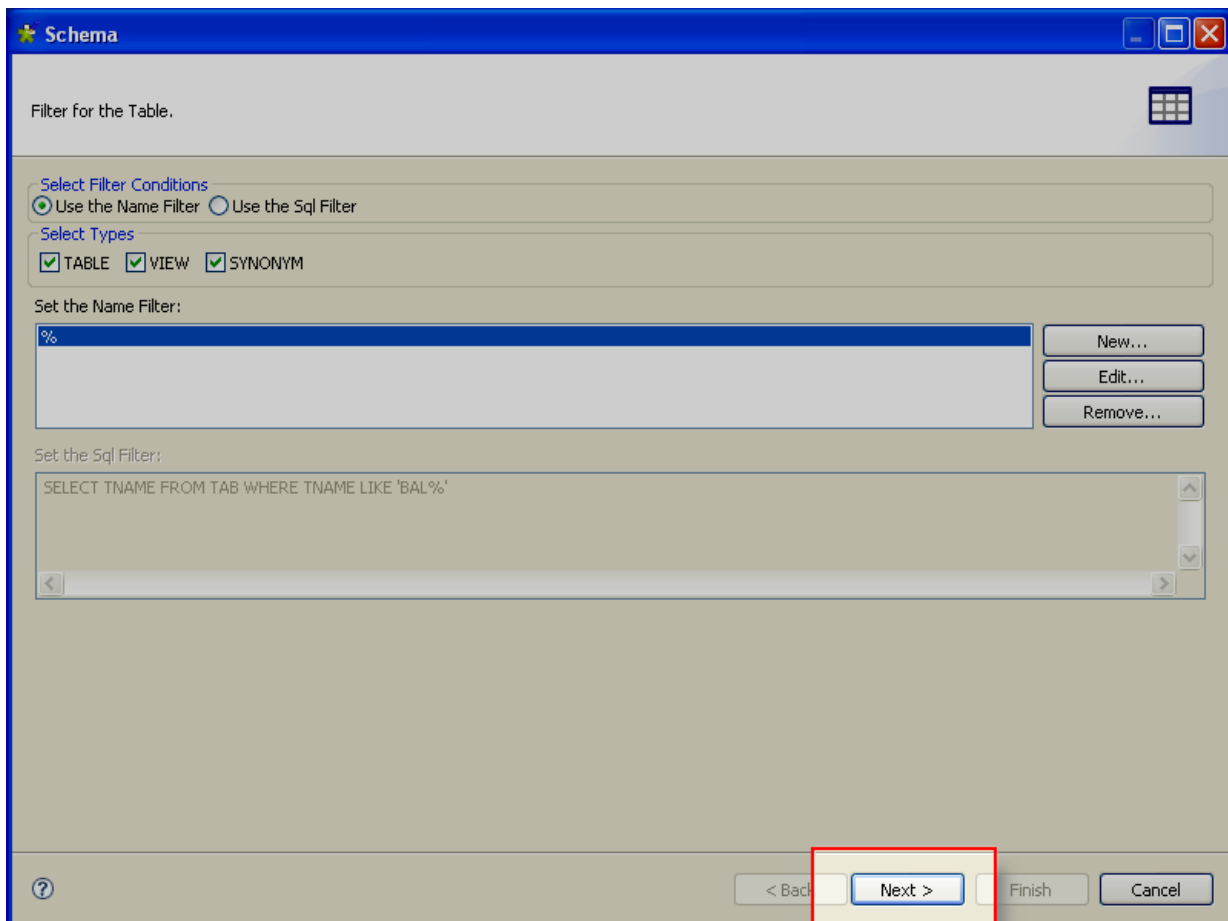 Schema
Filter for the Table.
Select Filter Conditions
Use the Name Filter Use the Sql Filter
Select Types
TABLE VIEW SYNONYM
Set the Name Filter:
%
New...
Edit...
Remove...
Set the Sql Filter:
SELECT TNAME FROM TAB WHERE TNAME LIKE 'BAL%'
? < Back Next > Finish Cancel